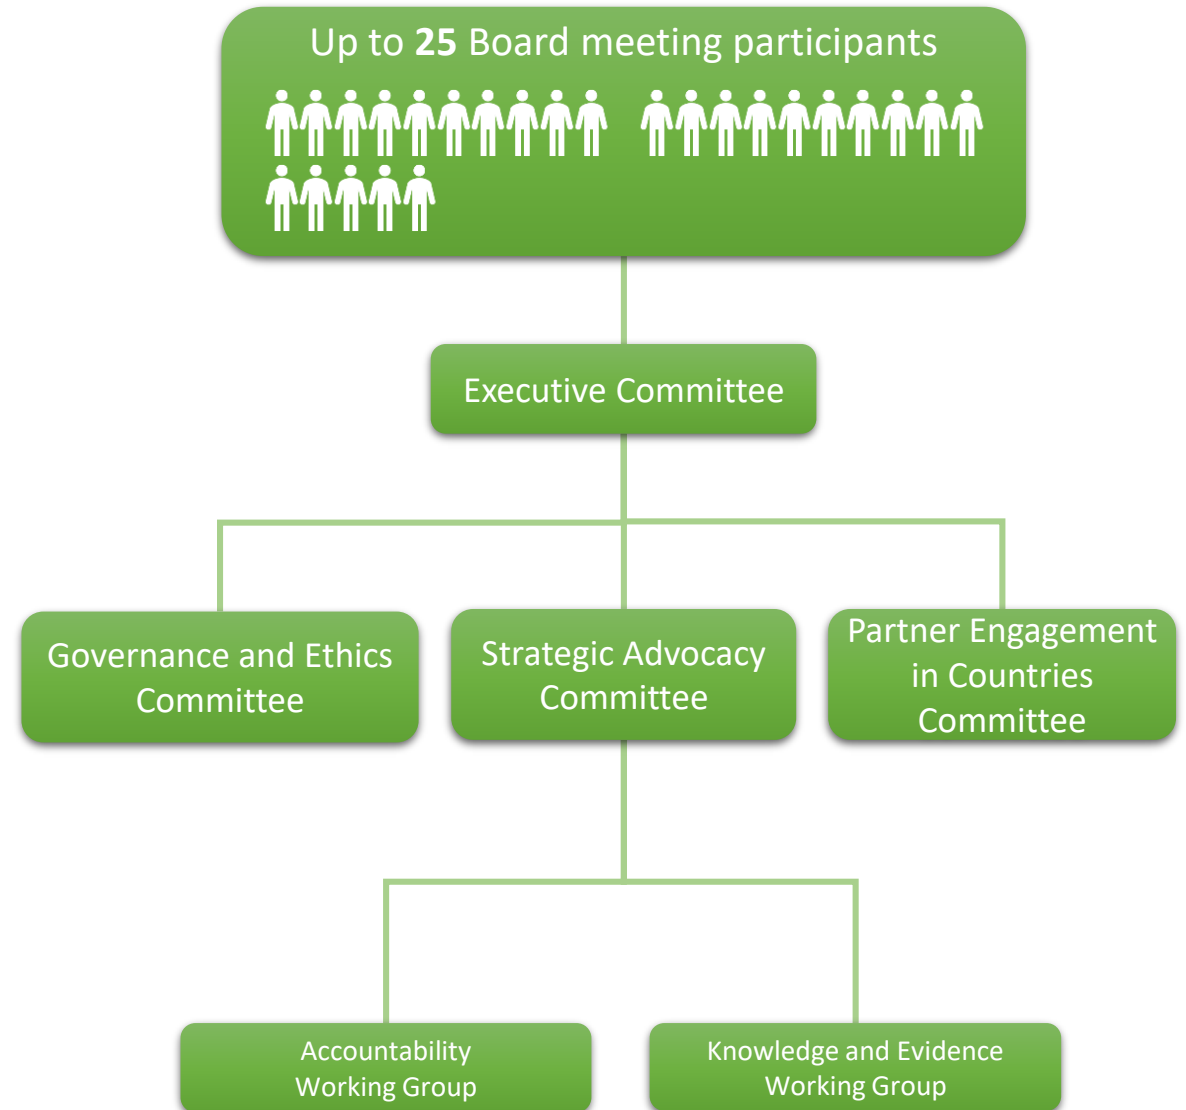 Up to 25 Board meeting participants
Executive Committee
Governance and Ethics
Committee
Strategic Advocacy
Committee
Partner Engagement
in Countries
Committee
Accountability
Working Group
Knowledge and Evidence
Working Group